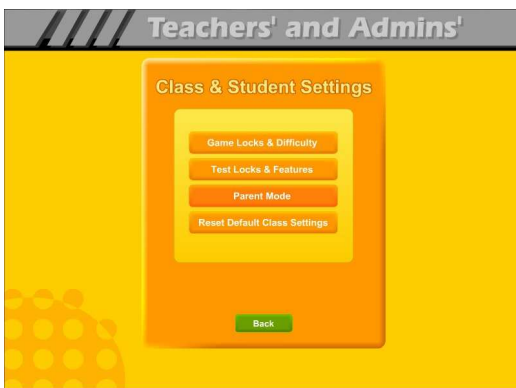 Teachers' and Admins'
Class & Student Settings
Game Locks & Difficulty
Test Locks & Features
Parent Mode
Reset Default Class Settings
Back